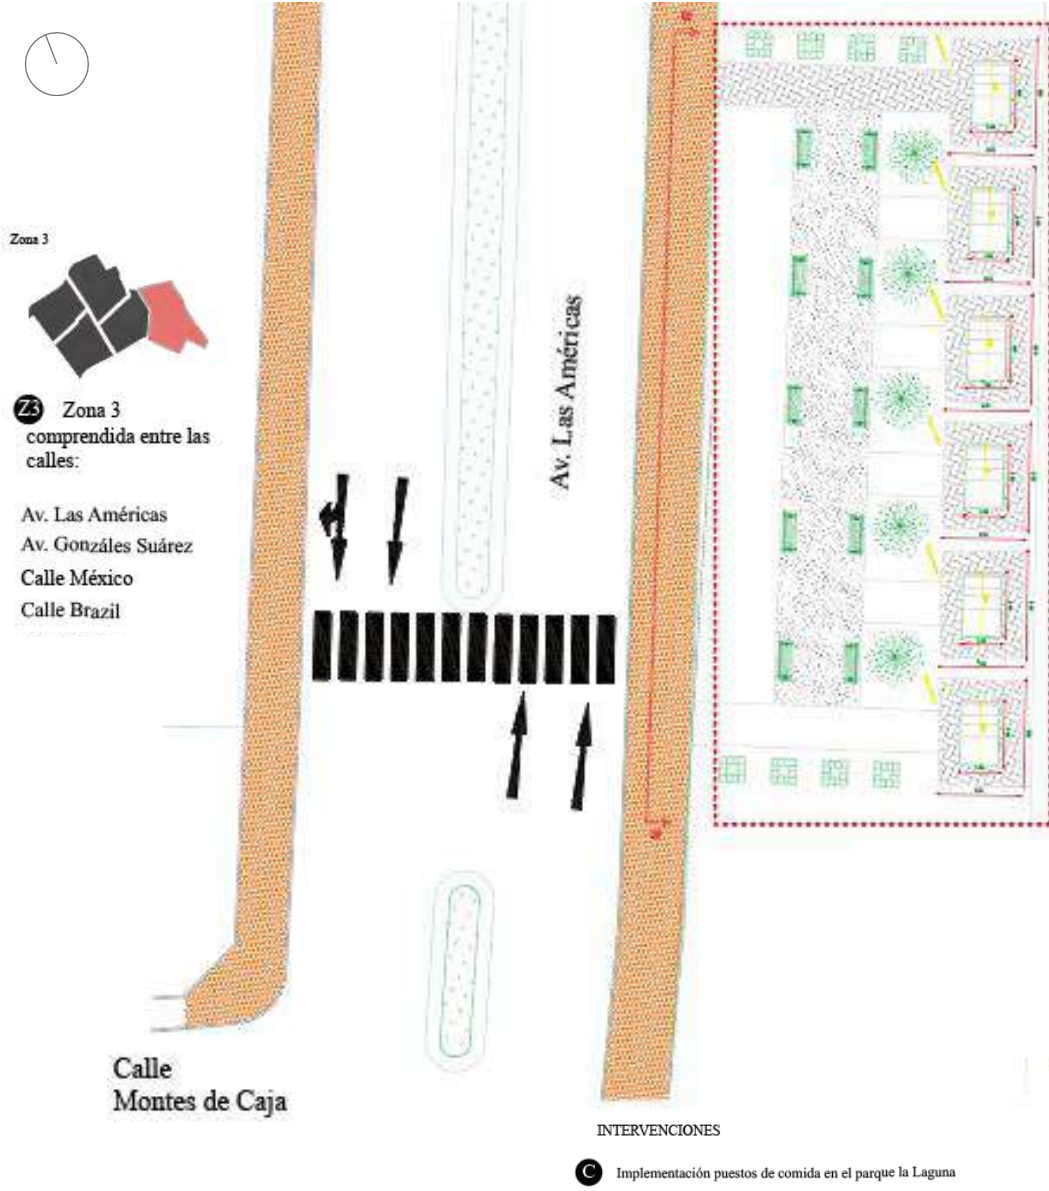 Zona 3
Z3 Zona 3
comprendida entre las
calles:
Av. Las Américas
Av. Gonzáles Suárez
Calle México
Calle Brazil
Av. Las Américas
Calle
Montes de Caja
INTERVENCIONES
C Implementación puestos de comida en el parque la Laguna